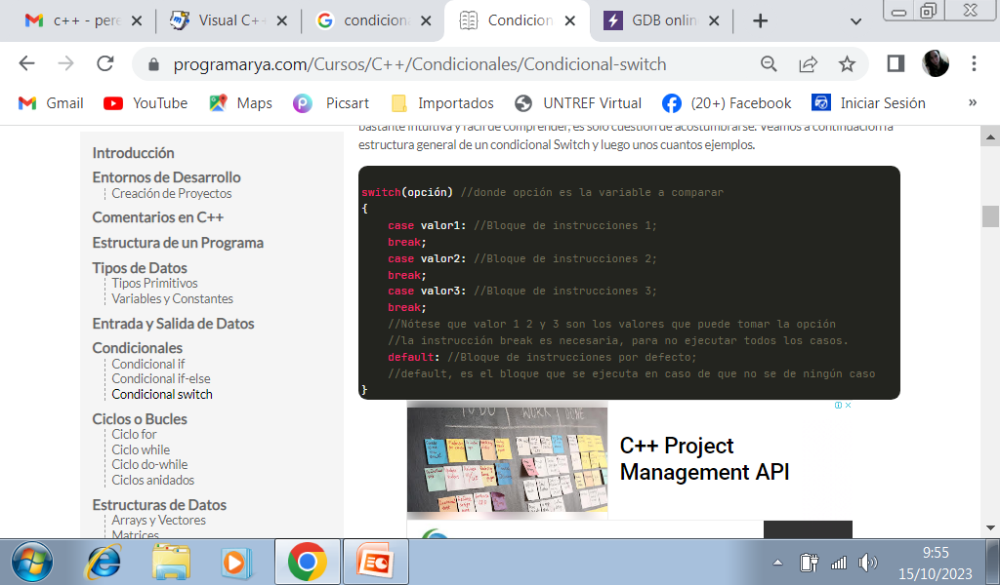 c++ - pere
Visual C+
condiciona
Condicion
GDB onlin
programarya.com/Cursos/C++/Condicionales/Condicional-switch
Gmail
YouTube
Maps
Picsart
Importados
UNTREF Virtual
(20+) Facebook
Iniciar Sesión
»
Introducción
Entornos de Desarrollo
Creación de Proyectos
Comentarios en C++
Estructura de un Programa
Tipos de Datos
Tipos Primitivos
Variables y Constantes
Entrada y Salida de Datos
Condicionales
Condicional if
Condicional if-else
Condicional switch
Ciclos o Bucles
Ciclo for
Ciclo while
Ciclo do-while
Ciclos anidados
Estructuras de Datos
Arrays y Vectores
Matrices
bastante intuitiva y fácil de comprender, es solo cuestión de acostumbrarse. Veamos a continuación la
estructura general de un condicional Switch y luego unos cuantos ejemplos.
switch(opción) //donde opción es la variable a comparar
{
case valor1: //Bloque de instrucciones 1;
break;
case valor2: //Bloque de instrucciones 2;
break;
case valor3: //Bloque de instrucciones 3;
break;
//Nótese que valor 1 2 y 3 son los valores que puede tomar la opción
//la instrucción break es necesaria, para no ejecutar todos los casos.
default: //Bloque de instrucciones por defecto;
//default, es el bloque que se ejecuta en caso de que no se de ningún caso
}
TO DO WORK DONE
C++ Project
Management API
9:55
15/10/2023